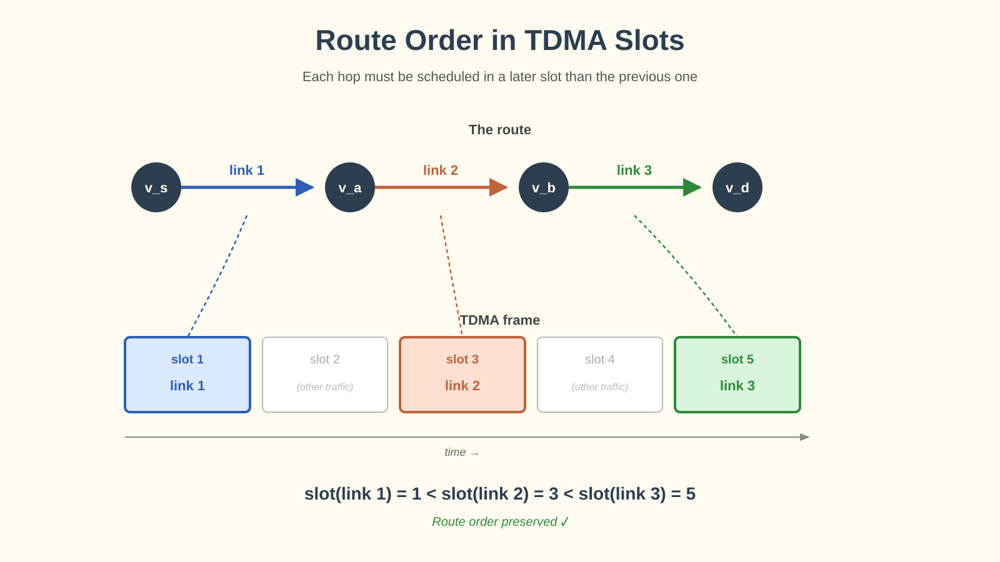 Route Order in TDMA Slots
Each hop must be scheduled in a later slot than the previous one
The route
link 1 link 2 link 3
v_s v_a v_b v_d
TDMA frame
slot 1 slot 2 slot 3 slot 4 slot 5
link 1 (other traffic) link 2 (other traffic) link 3
time →
slot(link 1) = 1 < slot(link 2) = 3 < slot(link 3) = 5
Route order preserved ✓